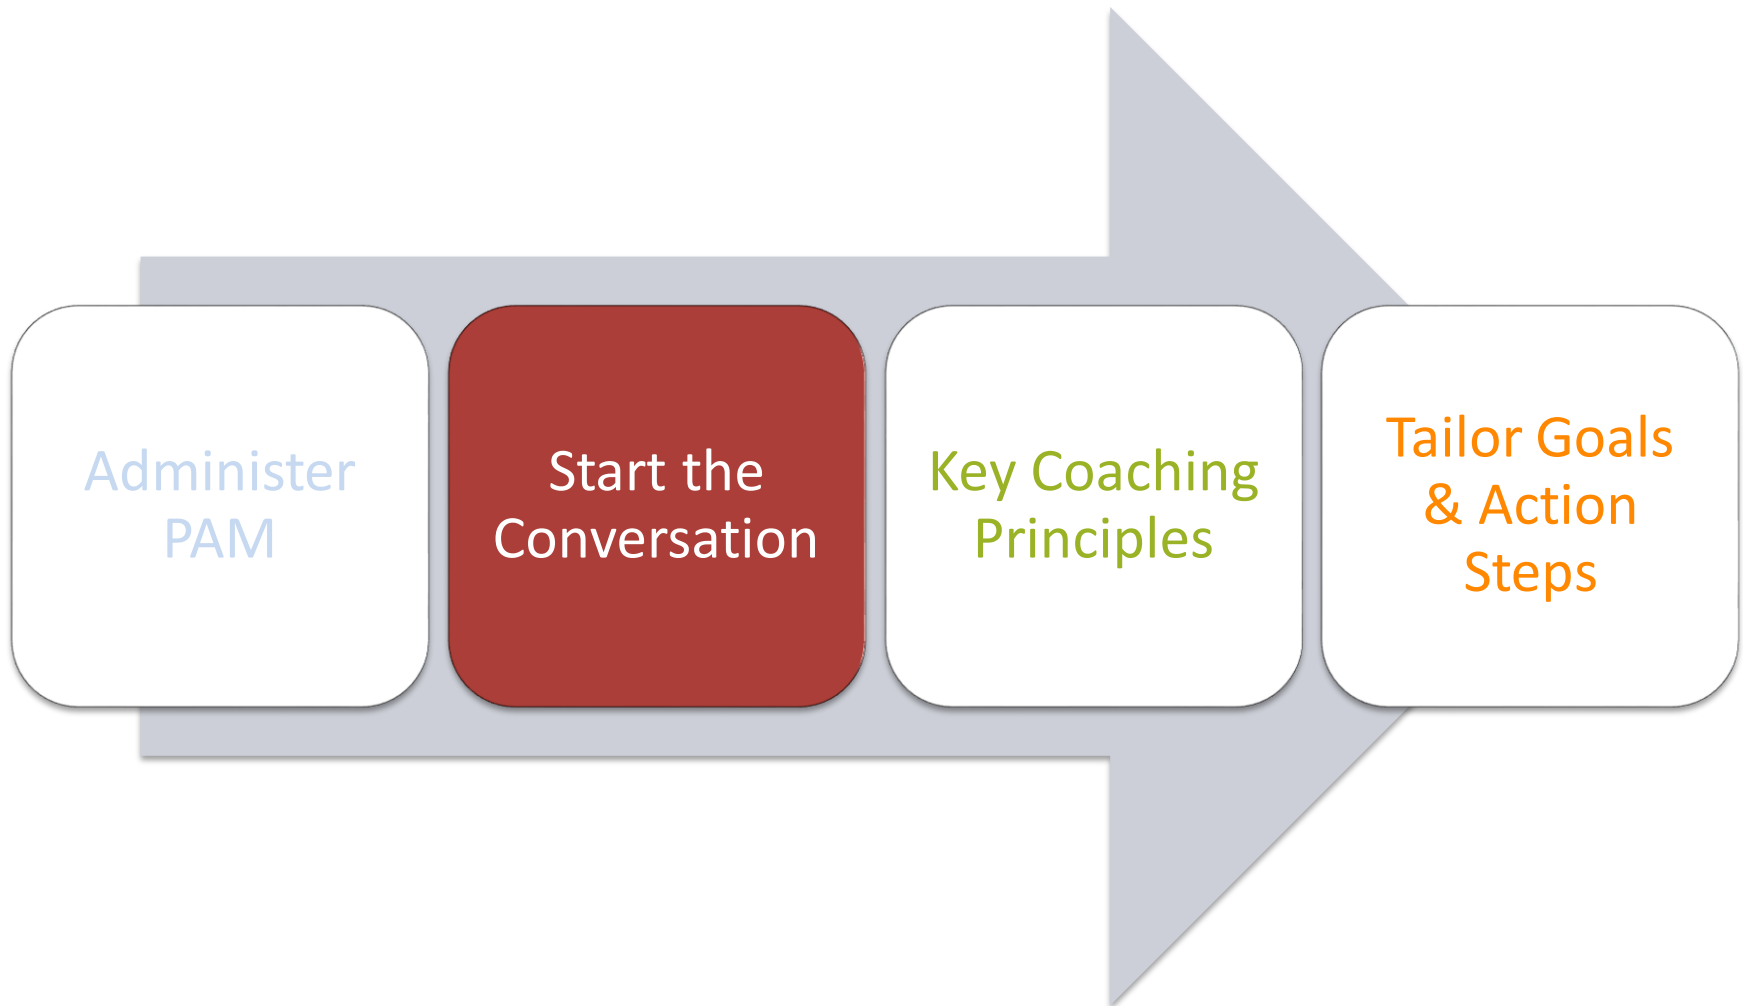 Administer
PAM
Start the
Conversation
Key Coaching
Principles
Tailor Goals
& Action
Steps